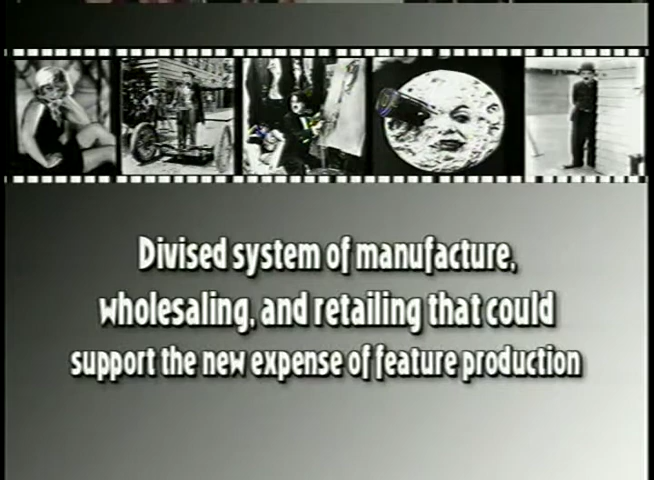 Divised system of manufacture,
wholesaling, and retailing that could
support the new expense of feature production